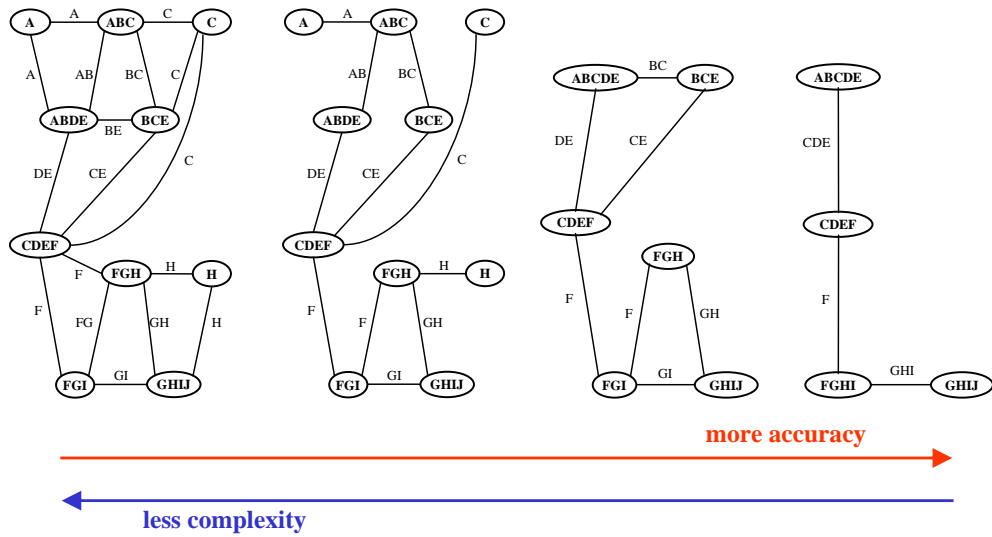 A A ABC C C
A AB BC C
ABDE BE BCE
DE CE C
CDEF
F FGH H H
F FG GH H
FGI GI GHIJ
A A ABC C
AB BC
ABDE BCE
DE CE C
CDEF
FGH H H
F F GH
FGI GI GHIJ
ABCDE BC BCE
DE CE
CDEF
FGH
F F GH
FGI GI GHIJ
ABCDE
CDE
CDEF
F
FGHI GHI GHIJ
more accuracy
less complexity